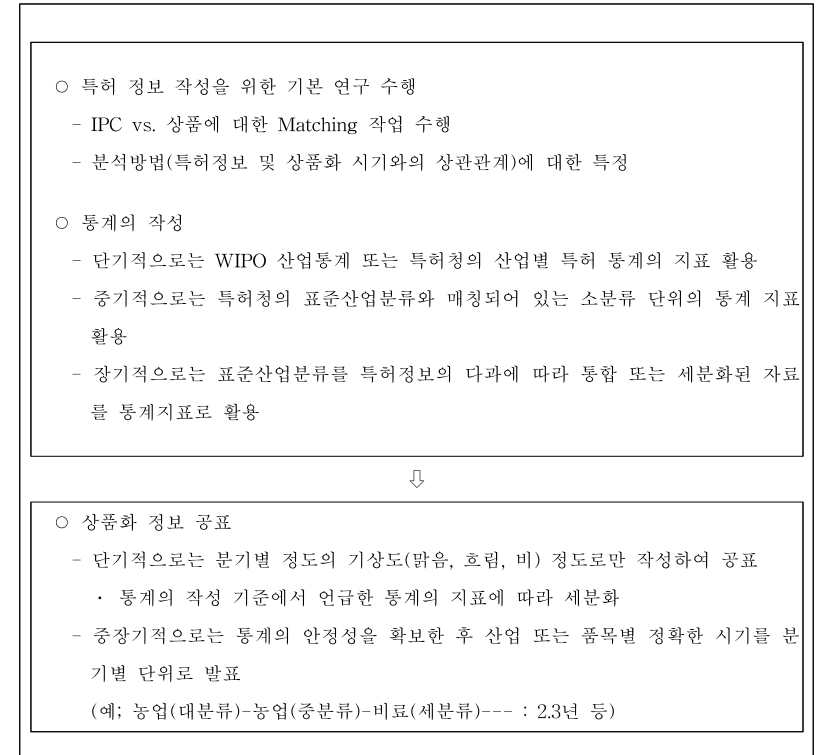 ○ 특허 정보 작성을 위한 기본 연구 수행
- IPC vs. 상품에 대한 Matching 작업 수행
- 분석방법(특허정보 및 상품화 시기와의 상관관계)에 대한 특정
○ 통계의 작성
- 단기적으로는 WIPO 산업통계 또는 특허청의 산업별 특허 통계의 지표 활용
- 중기적으로는 특허청의 표준산업분류와 매칭되어 있는 소분류 단위의 통계 지표
활용
- 장기적으로는 표준산업분류를 특허정보의 다과에 따라 통합 또는 세분화된 자료
를 통계지표로 활용
⇩
○ 상품화 정보 공표
- 단기적으로는 분기별 정도의 기상도(맑음, 흐림, 비) 정도로만 작성하여 공표
· 통계의 작성 기준에서 언급한 통계의 지표에 따라 세분화
- 중장기적으로는 통계의 안정성을 확보한 후 산업 또는 품목별 정확한 시기를 분
기별 단위로 발표
(예; 농업(대분류)-농업(중분류)-비료(세분류)--- : 2.3년 등)